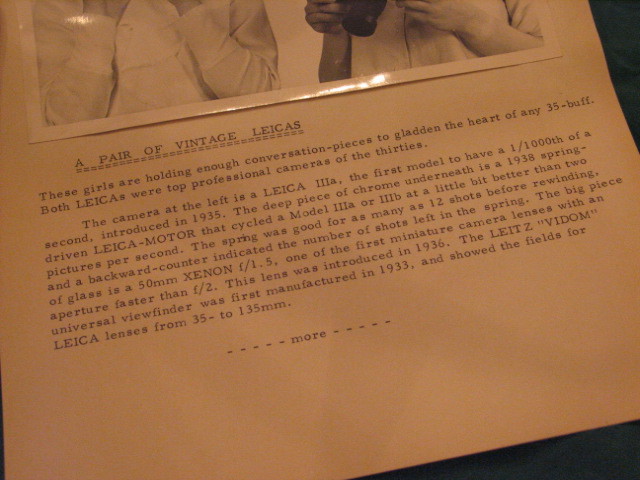 A PAIR OF VINTAGE LEICAS
These girls are holding enough conversation-pieces to gladden the heart of any 35-buff.
Both LEICAs were top professional cameras of the thirties.
The camera at the left is a LEICA IIIa, the first model to have a 1/1000th of a
second, introduced in 1935. The deep piece of chrome underneath is a 1938 spring-
driven LEICA-MOTOR that cycled a Model IIIa or IIIb at a little bit better than two
pictures per second. The spring was good for as many as 12 shots before rewinding,
and a backward-counter indicated the number of shots left in the spring. The big piece
of glass is a 50mm XENON f/1.5, one of the first miniature camera lenses with an
aperture faster than f/2. This lens was introduced in 1936. The LEITZ "VIDOM"
universal viewfinder was first manufactured in 1933, and showed the fields for
LEICA lenses from 35- to 135mm.
- - - - - more - - - - -